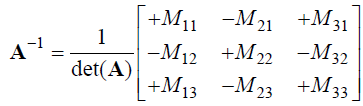 +M₁₁ −M₂₁ +M₃₁
A⁻¹ = 1/det(A) −M₁₂ +M₂₂ −M₃₂
+M₁₃ −M₂₃ +M₃₃